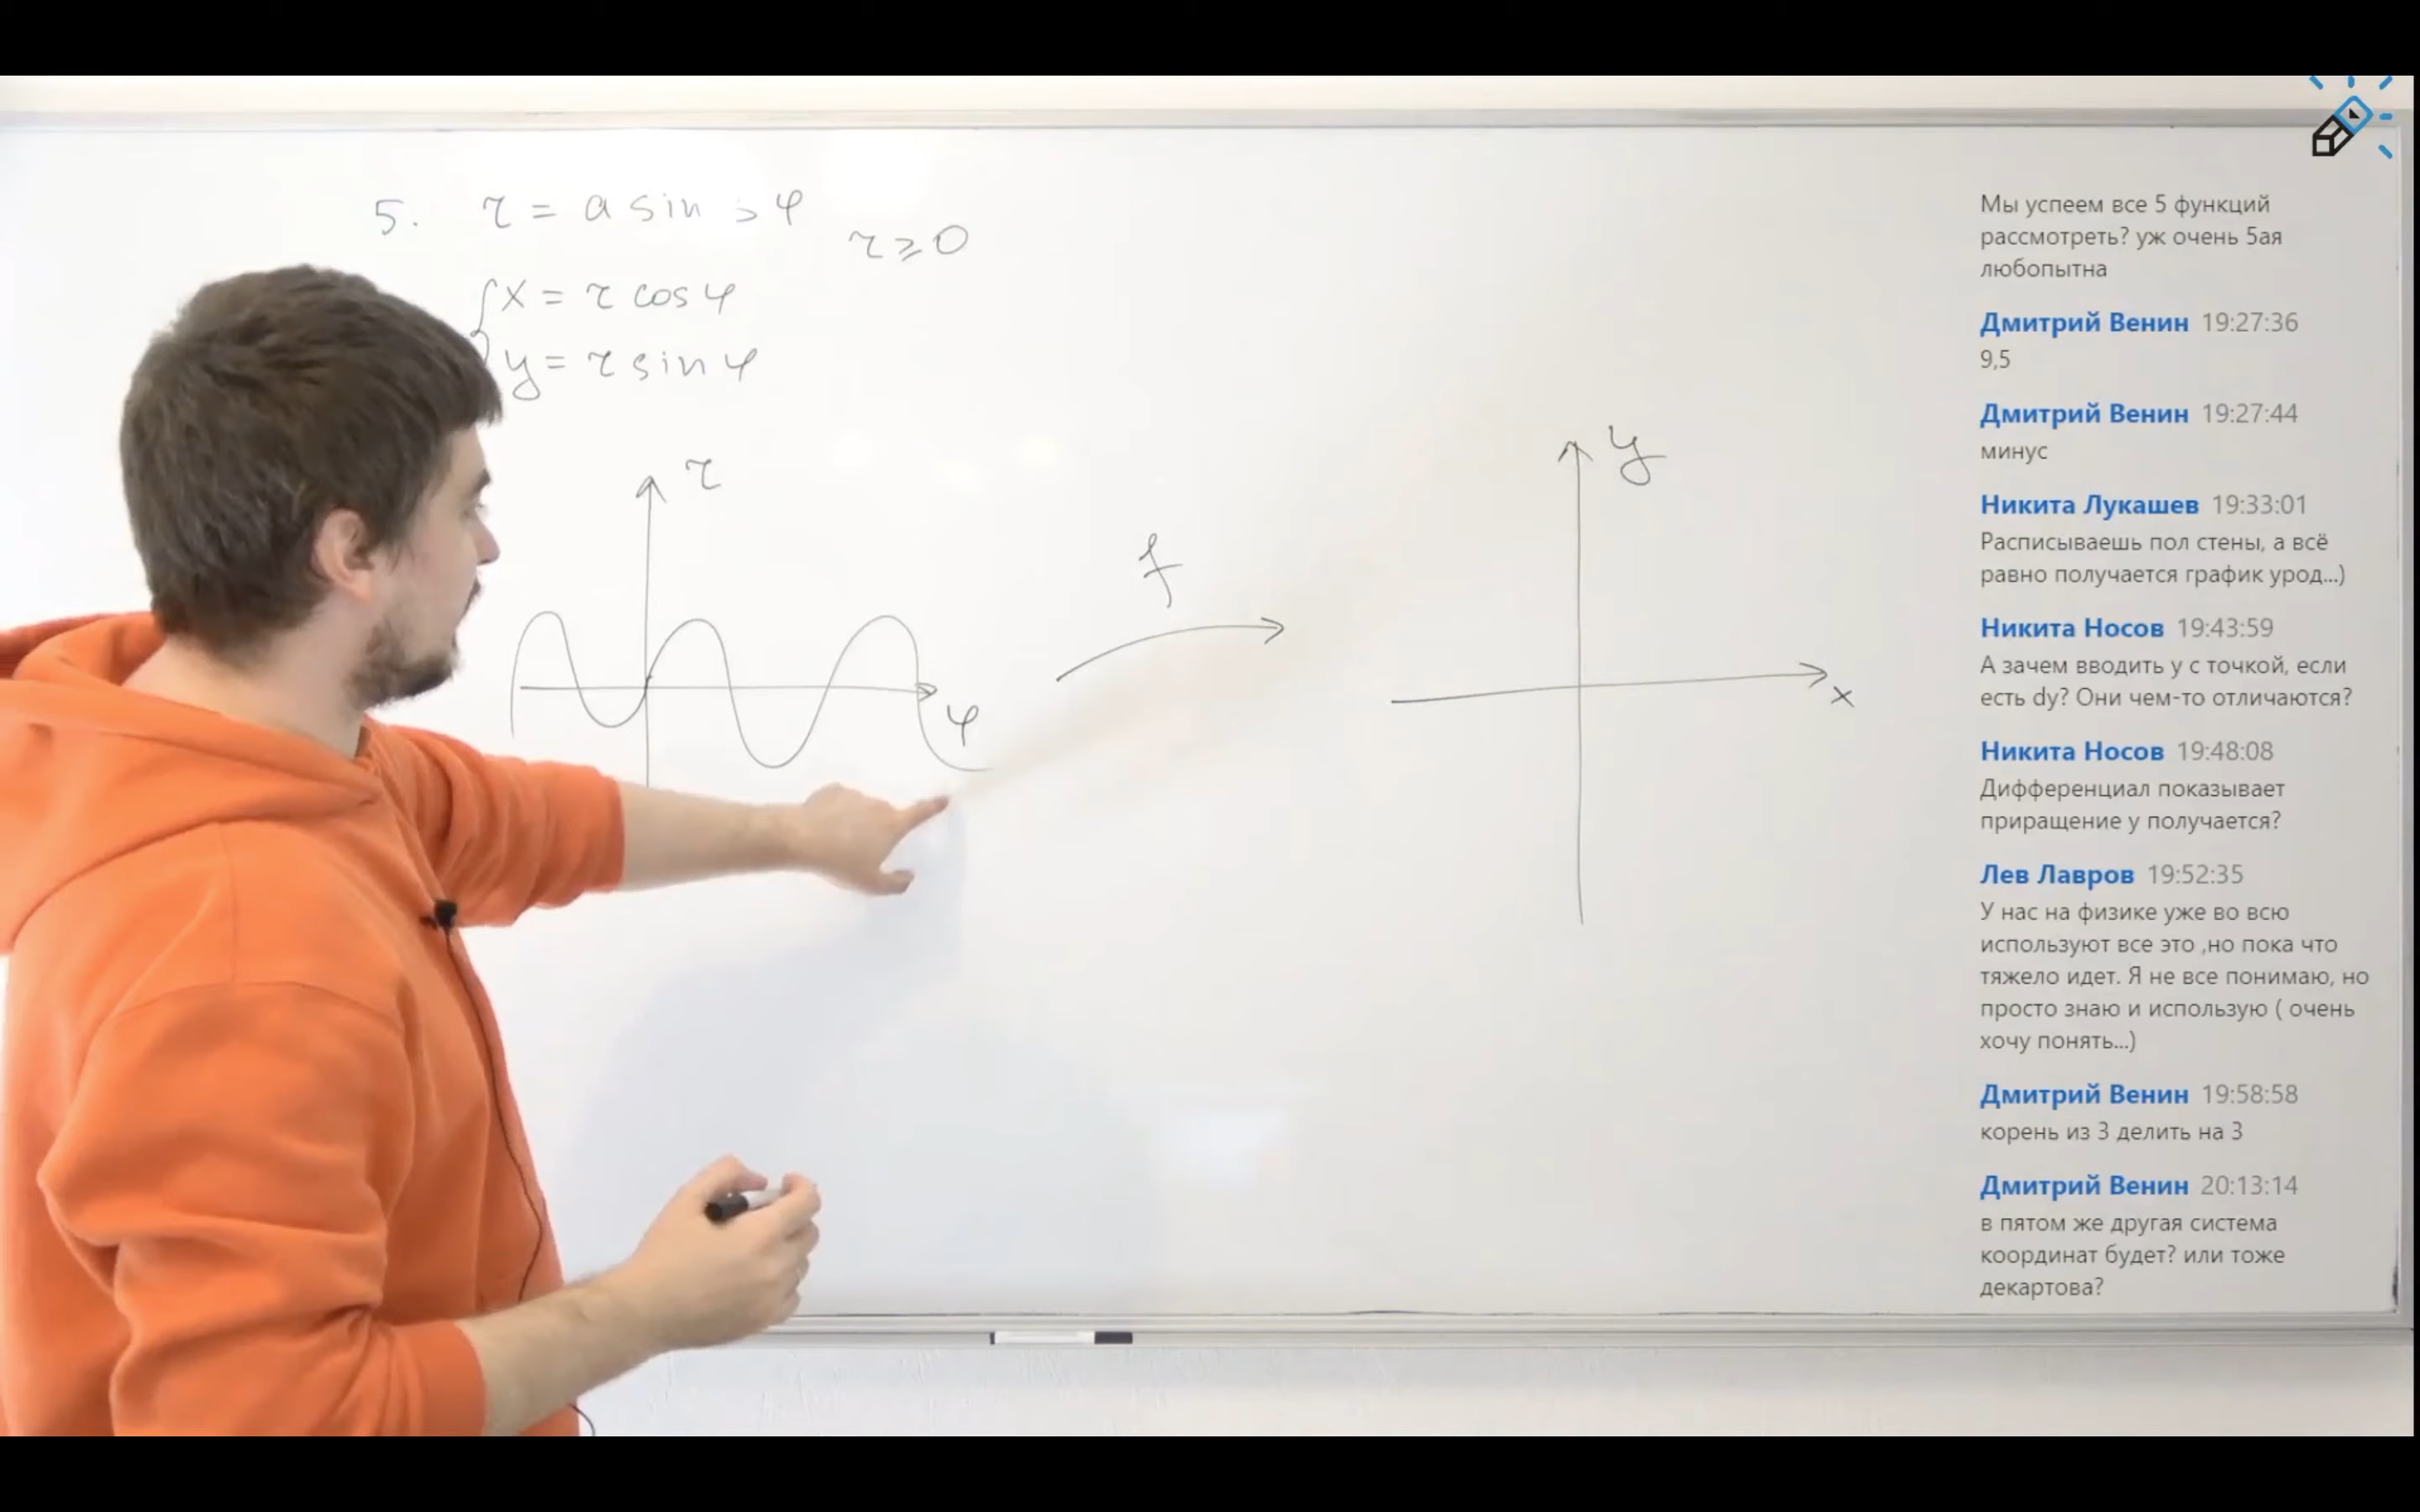 5. r = a sin 3φ
r ⩾ 0
x = r cos φ
y = r sin φ
r
φ
f
y
x
Мы успеем все 5 функций
рассмотреть? уж очень 5ая
любопытна
Дмитрий Венин 19:27:36
9,5
Дмитрий Венин 19:27:44
минус
Никита Лукашев 19:33:01
Расписываешь пол стены, а всё
равно получается график урод...)
Никита Носов 19:43:59
А зачем вводить у с точкой, если
есть dy? Они чем-то отличаются?
Никита Носов 19:48:08
Дифференциал показывает
приращение у получается?
Лев Лавров 19:52:35
У нас на физике уже во всю
используют все это ,но пока что
тяжело идет. Я не все понимаю, но
просто знаю и использую ( очень
хочу понять...)
Дмитрий Венин 19:58:58
корень из 3 делить на 3
Дмитрий Венин 20:13:14
в пятом же другая система
координат будет? или тоже
декартова?